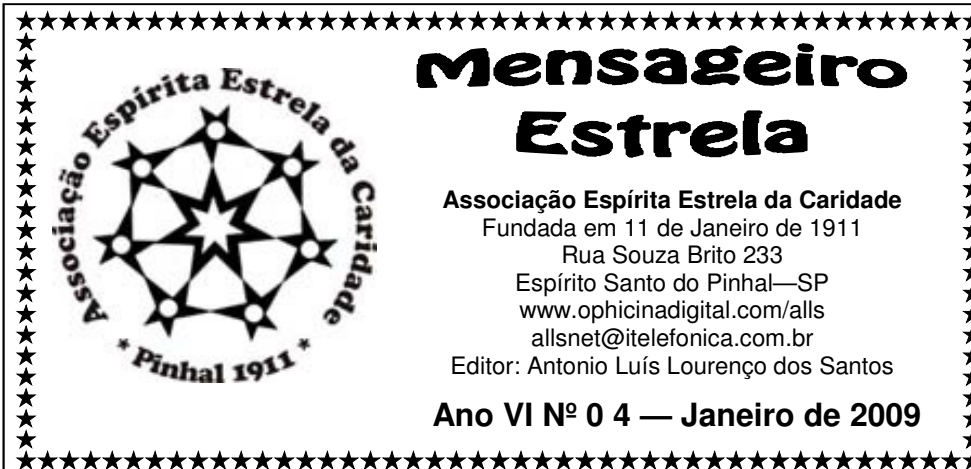 Associação Espírita Estrela da Caridade
* Pinhal 1911 *
Mensageiro
Estrela
Associação Espírita Estrela da Caridade
Fundada em 11 de Janeiro de 1911
Rua Souza Brito 233
Espírito Santo do Pinhal—SP
www.ophicinadigital.com/alls
allsnet@itelefonica.com.br
Editor: Antonio Luís Lourenço dos Santos
Ano VI Nº 0 4 — Janeiro de 2009